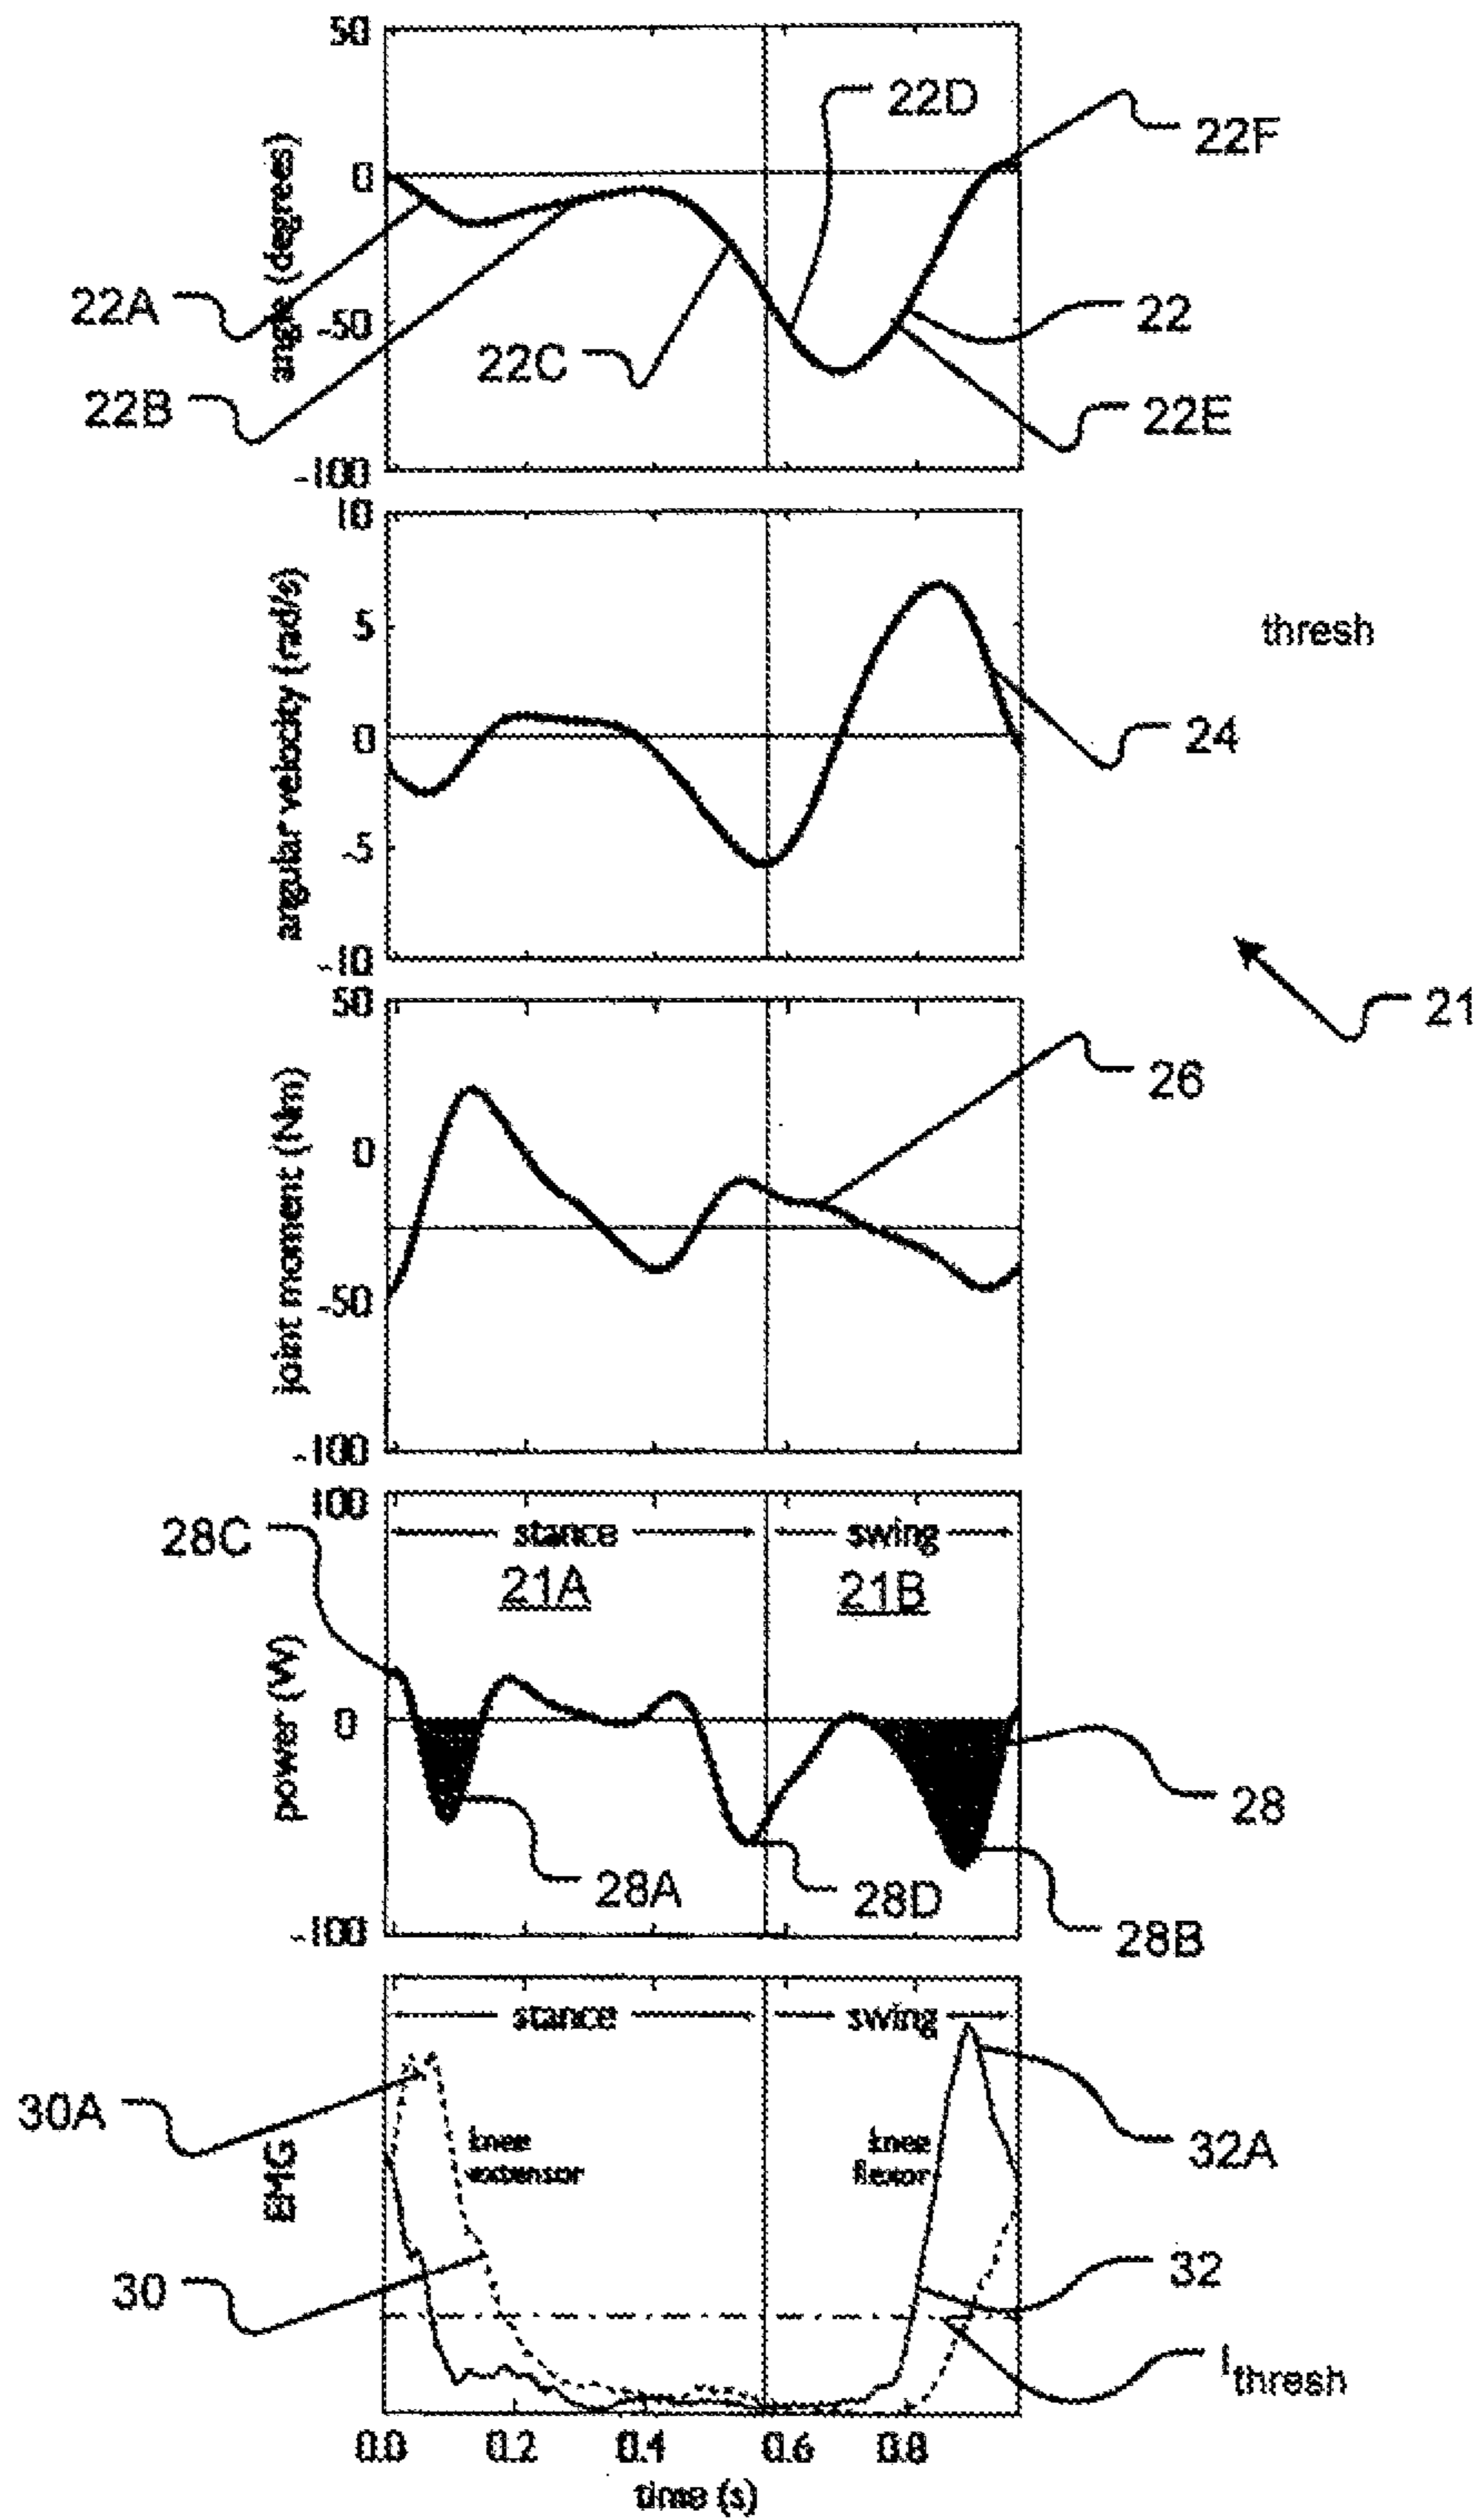 50
0
-50
-100
angle (degrees)
22A
22B
22C
22D
22E
22F
22
10
5
0
-5
-10
angular velocity (rad/s)
thresh
24
21
50
0
-50
-100
joint moment (Nm)
26
100
0
-100
power (W)
stance
swing
21A
21B
28C
28A
28D
28
28B
EMG
stance
swing
30A
knee
extensor
knee
flexor
32A
30
32
Ithresh
0.0 0.2 0.4 0.6 0.8
time (s)